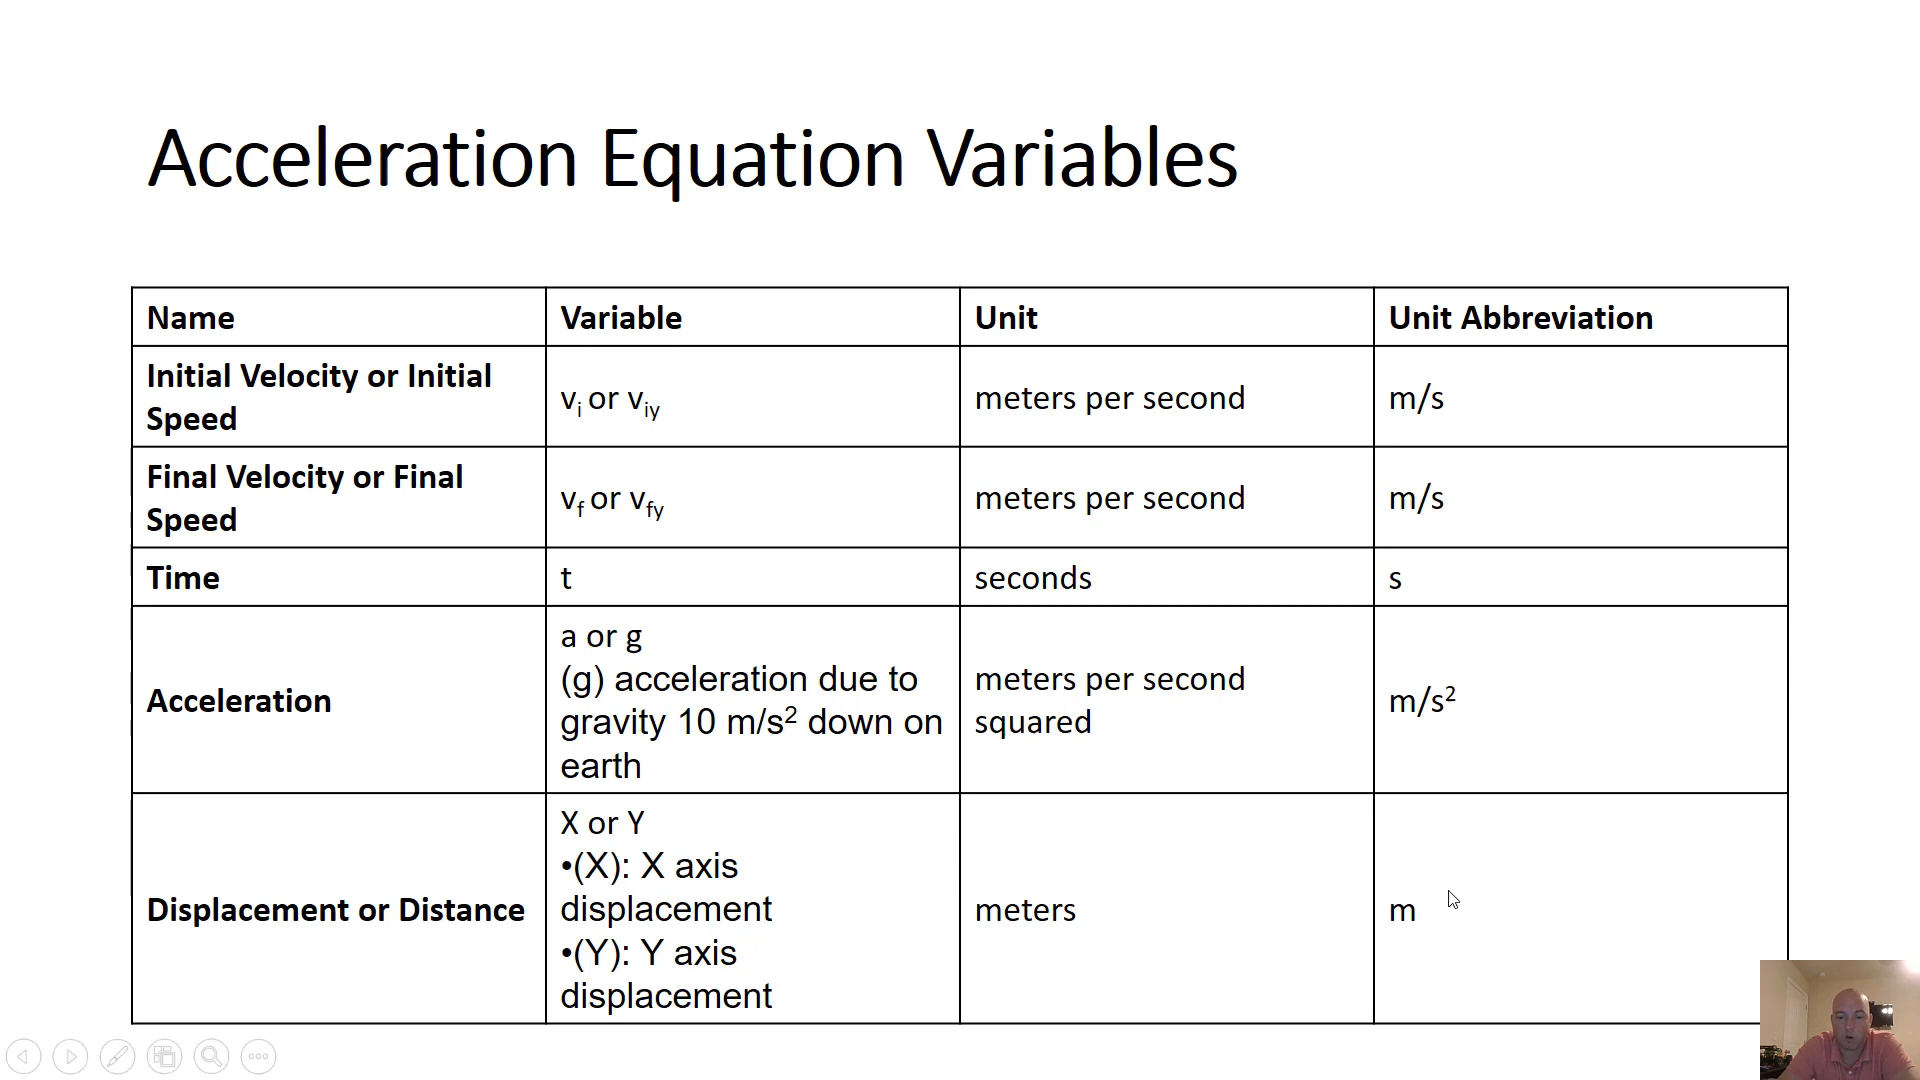 Acceleration Equation Variables
Name Variable Unit Unit Abbreviation
Initial Velocity or Initial
Speed
vi or viy
meters per second
m/s
Final Velocity or Final
Speed
vf or vfy
meters per second
m/s
Time t seconds s
Acceleration
a or g
(g) acceleration due to
gravity 10 m/s² down on
earth
meters per second
squared
m/s²
Displacement or Distance
X or Y
•(X): X axis
displacement
•(Y): Y axis
displacement
meters
m